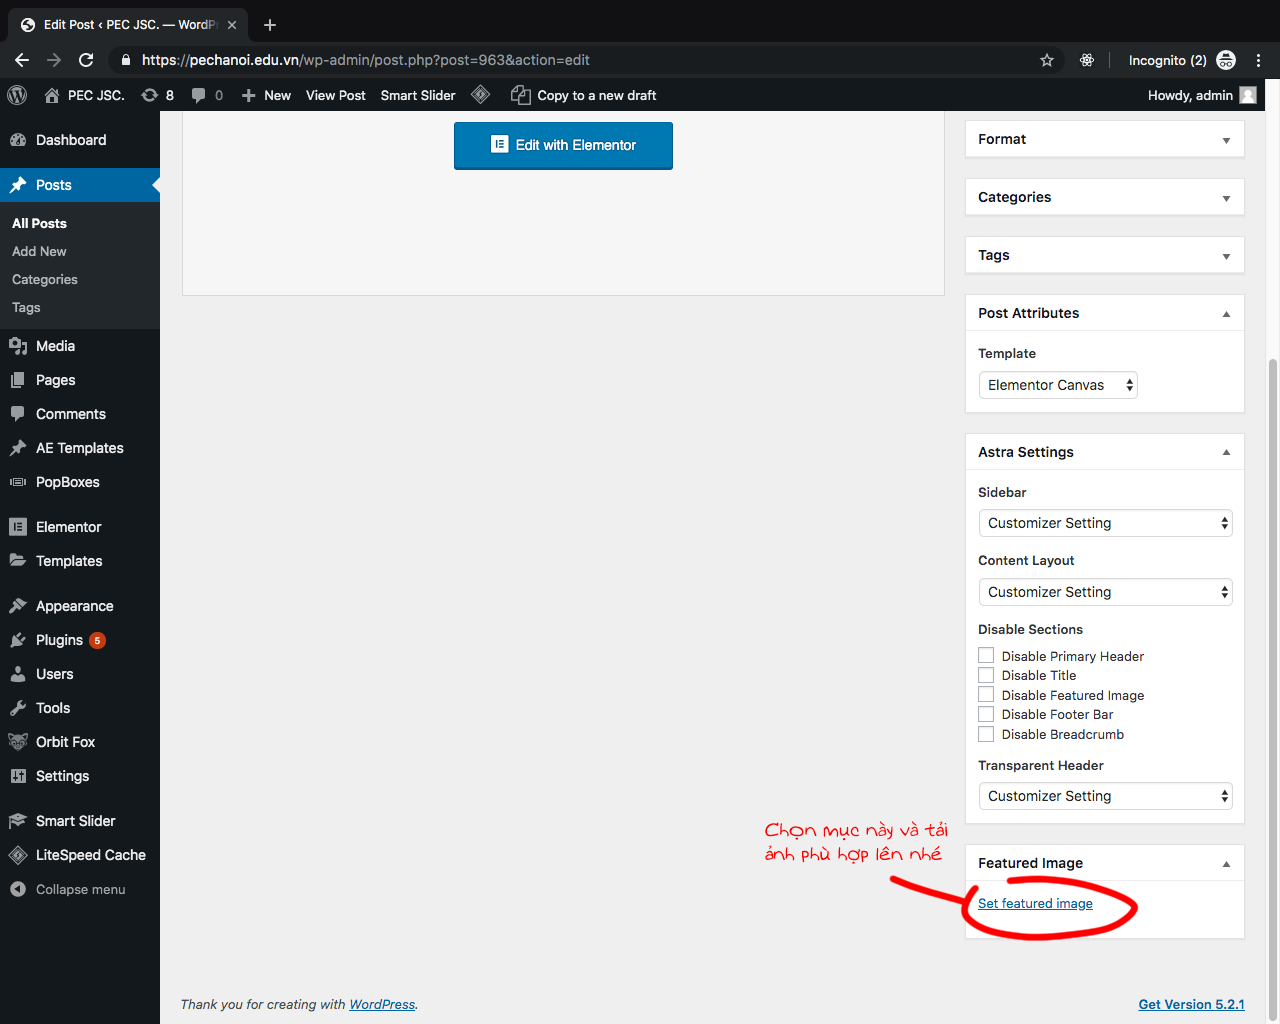 Edit Post ‹ PEC JSC. — WordP
https://pechanoi.edu.vn/wp-admin/post.php?post=963&action=edit
Incognito (2)
PEC JSC.
8
0
New
View Post
Smart Slider
Copy to a new draft
Howdy, admin
Dashboard
Posts
All Posts
Add New
Categories
Tags
Media
Pages
Comments
AE Templates
PopBoxes
Elementor
Templates
Appearance
Plugins 5
Users
Tools
Orbit Fox
Settings
Smart Slider
LiteSpeed Cache
Collapse menu
Edit with Elementor
Format
Categories
Tags
Post Attributes
Template
Elementor Canvas
Astra Settings
Sidebar
Customizer Setting
Content Layout
Customizer Setting
Disable Sections
Disable Primary Header
Disable Title
Disable Featured Image
Disable Footer Bar
Disable Breadcrumb
Transparent Header
Customizer Setting
Chọn mục này và tải
ảnh phù hợp lên nhé
Featured Image
Set featured image
Thank you for creating with WordPress.
Get Version 5.2.1